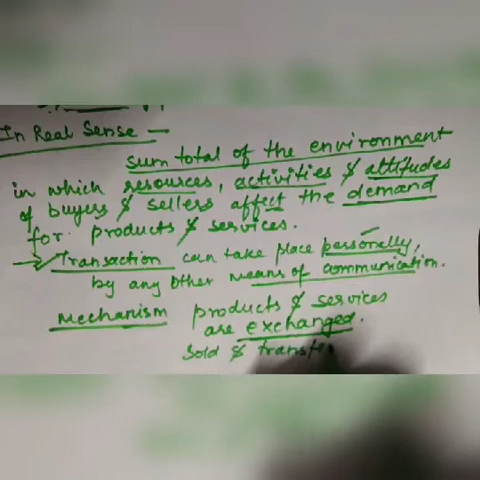 In Real Sense —
sum total of the environment
in which resources, activities & attitudes
of buyers & sellers affect the demand
for products & services.
→ Transaction can take place personally,
by any other means of communication.
Mechanism products & services
are exchanged.
Sold &